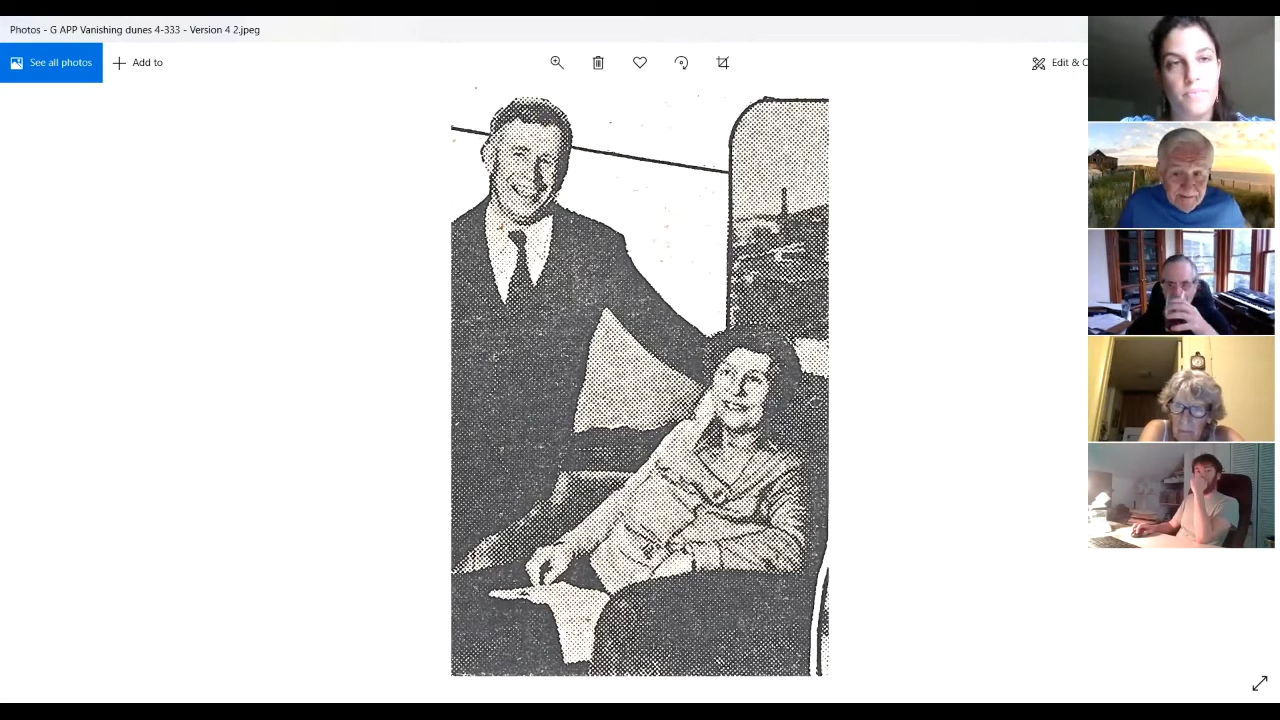 Photos - G APP Vanishing dunes 4-333 - Version 4 2.jpeg
See all photos
Add to
Edit & C